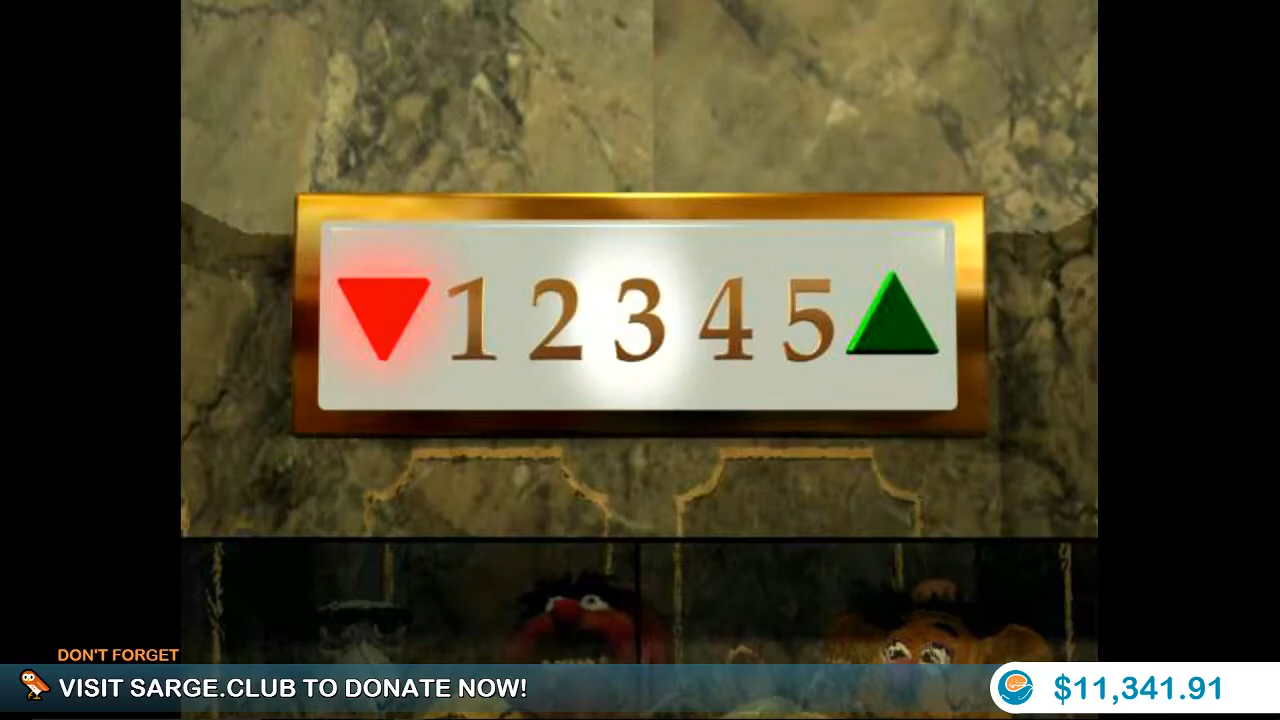 1 2 3 4 5
DON'T FORGET
VISIT SARGE.CLUB TO DONATE NOW!
$11,341.91